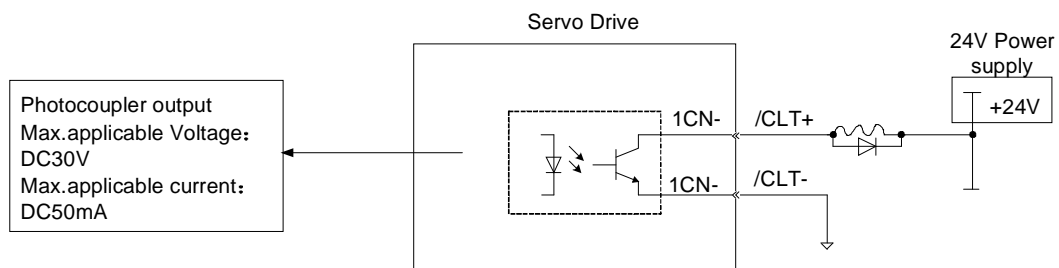 Servo Drive
24V Power
supply
+24V
Photocoupler output
Max.applicable Voltage：
DC30V
Max.applicable current：
DC50mA
1CN-
/CLT+
1CN-
/CLT-